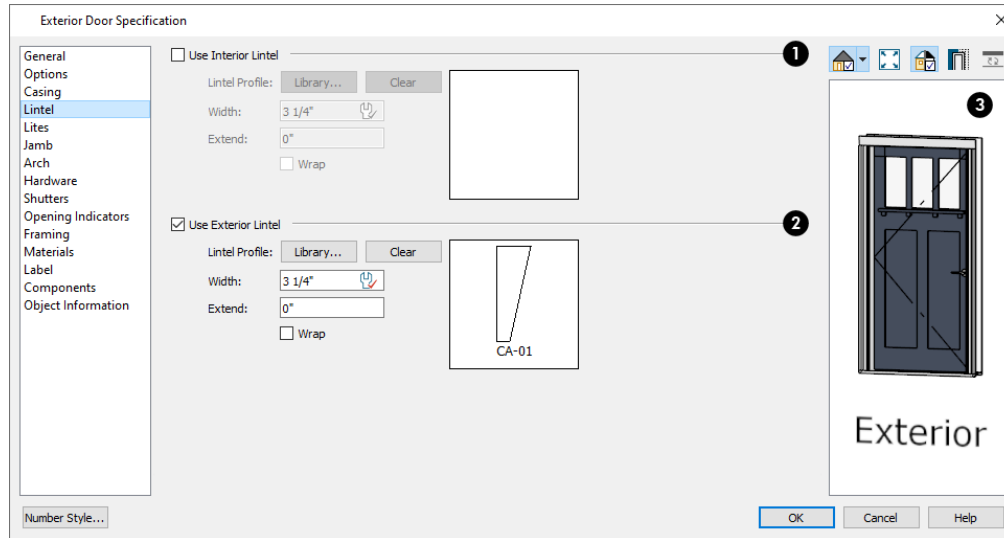 Exterior Door Specification
General
Options
Casing
Lintel
Lites
Jamb
Arch
Hardware
Shutters
Opening Indicators
Framing
Materials
Label
Components
Object Information
Use Interior Lintel
1
Lintel Profile: Library... Clear
Width: 3 1/4"
Extend: 0"
Wrap
Use Exterior Lintel
2
Lintel Profile: Library... Clear
Width: 3 1/4"
Extend: 0"
Wrap
CA-01
3
Exterior
Number Style...
OK Cancel Help